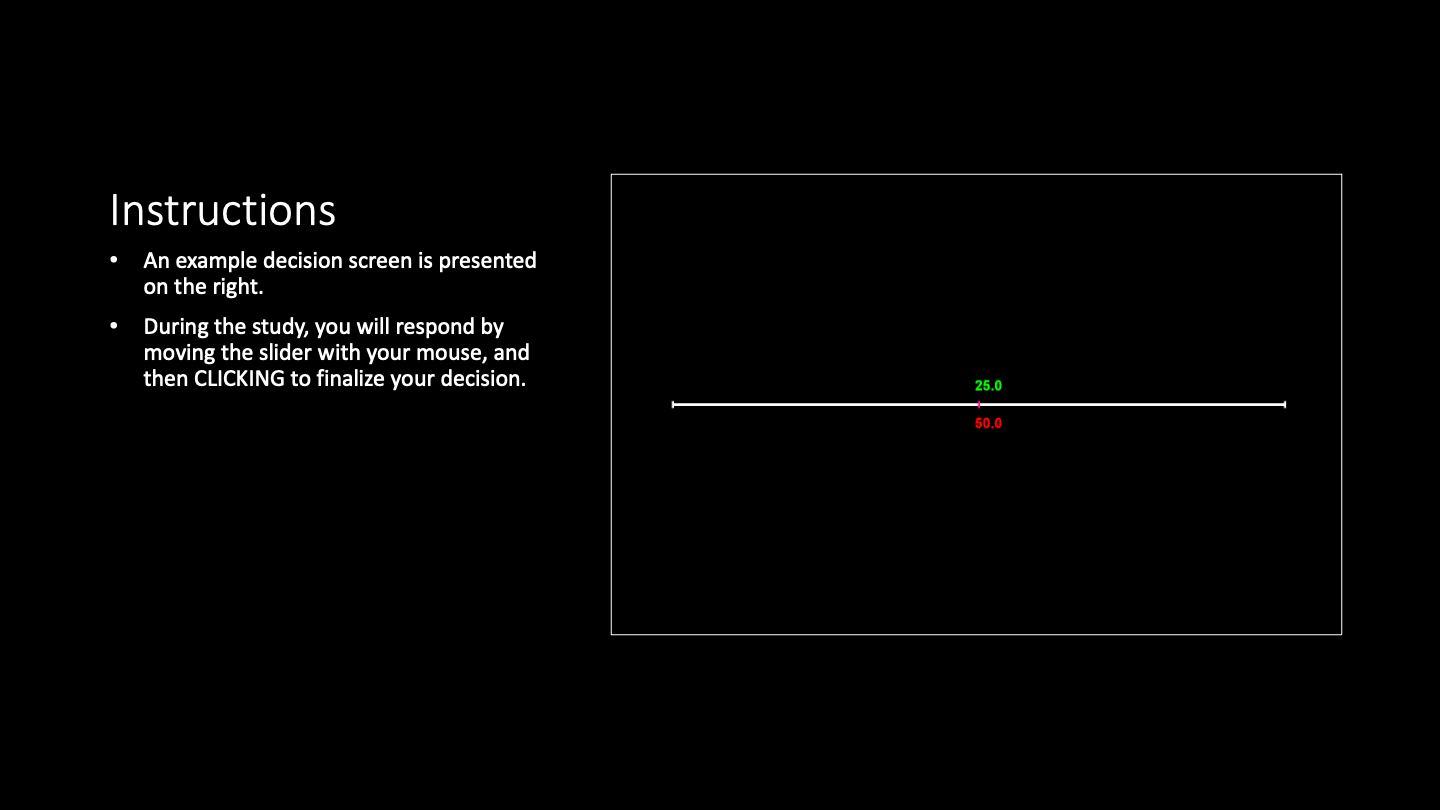 Instructions
• An example decision screen is presented
on the right.
• During the study, you will respond by
moving the slider with your mouse, and
then CLICKING to finalize your decision.
25.0
50.0